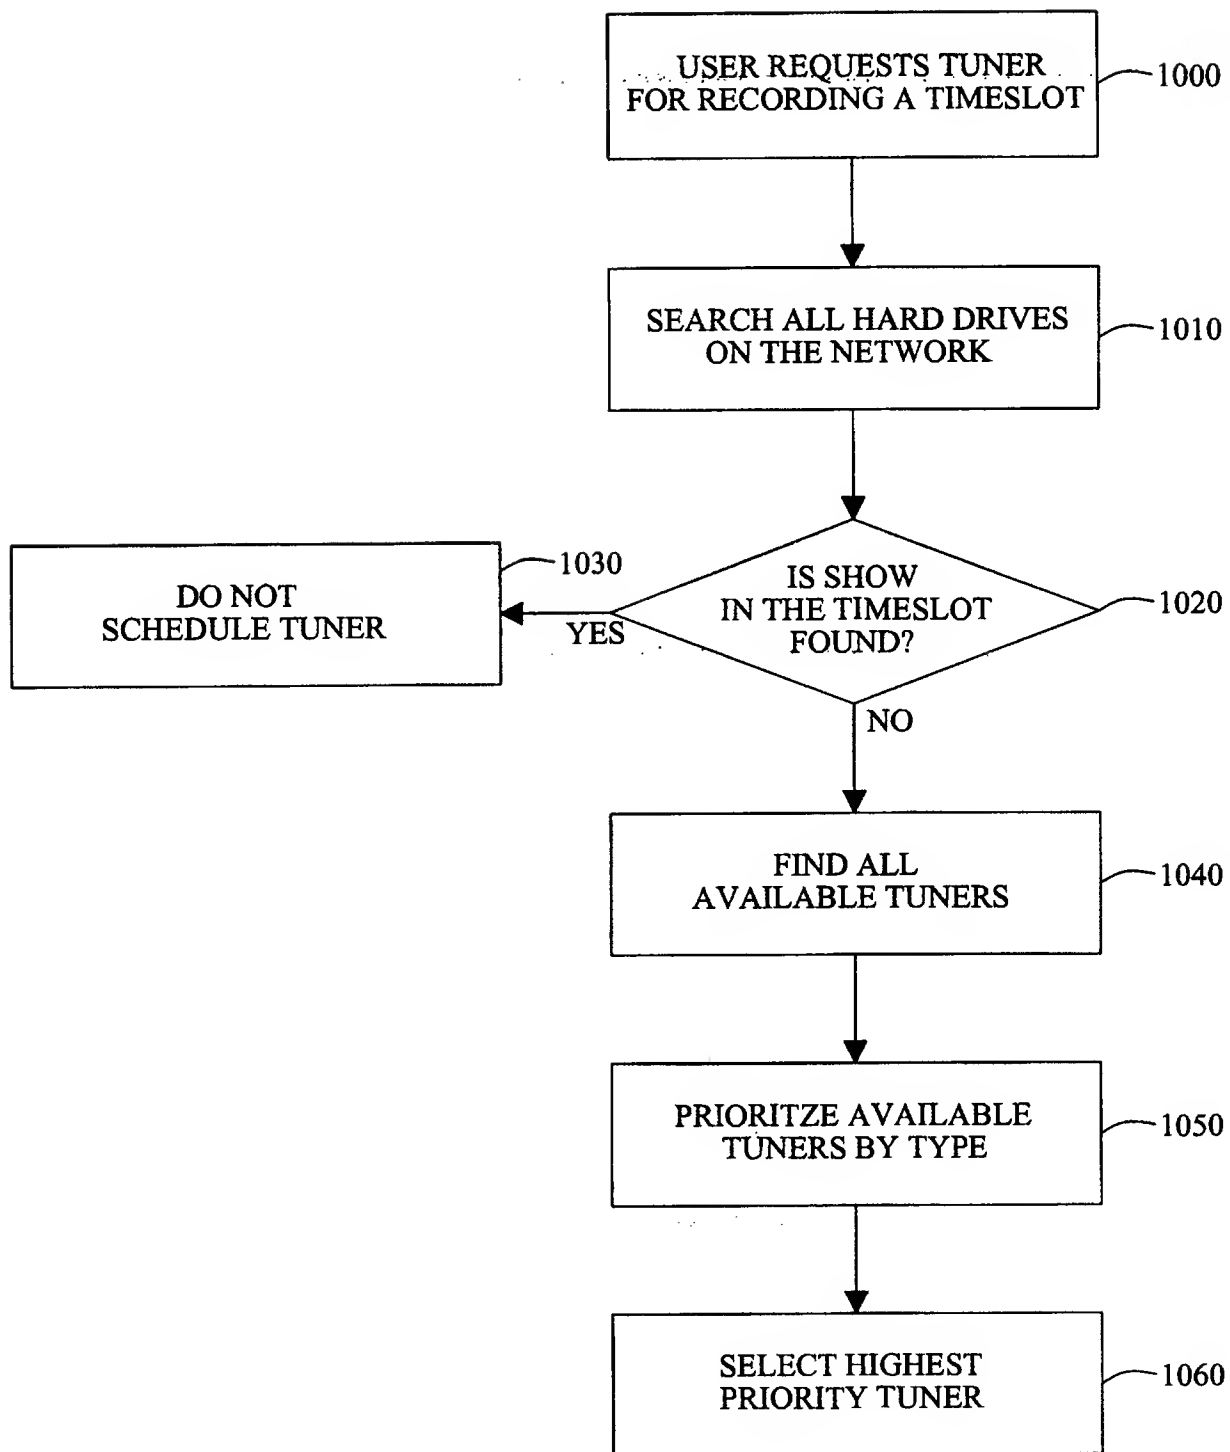 USER REQUESTS TUNER
FOR RECORDING A TIMESLOT
1000
SEARCH ALL HARD DRIVES
ON THE NETWORK
1010
IS SHOW
IN THE TIMESLOT
FOUND?
1020
YES
DO NOT
SCHEDULE TUNER
1030
NO
FIND ALL
AVAILABLE TUNERS
1040
PRIORITZE AVAILABLE
TUNERS BY TYPE
1050
SELECT HIGHEST
PRIORITY TUNER
1060